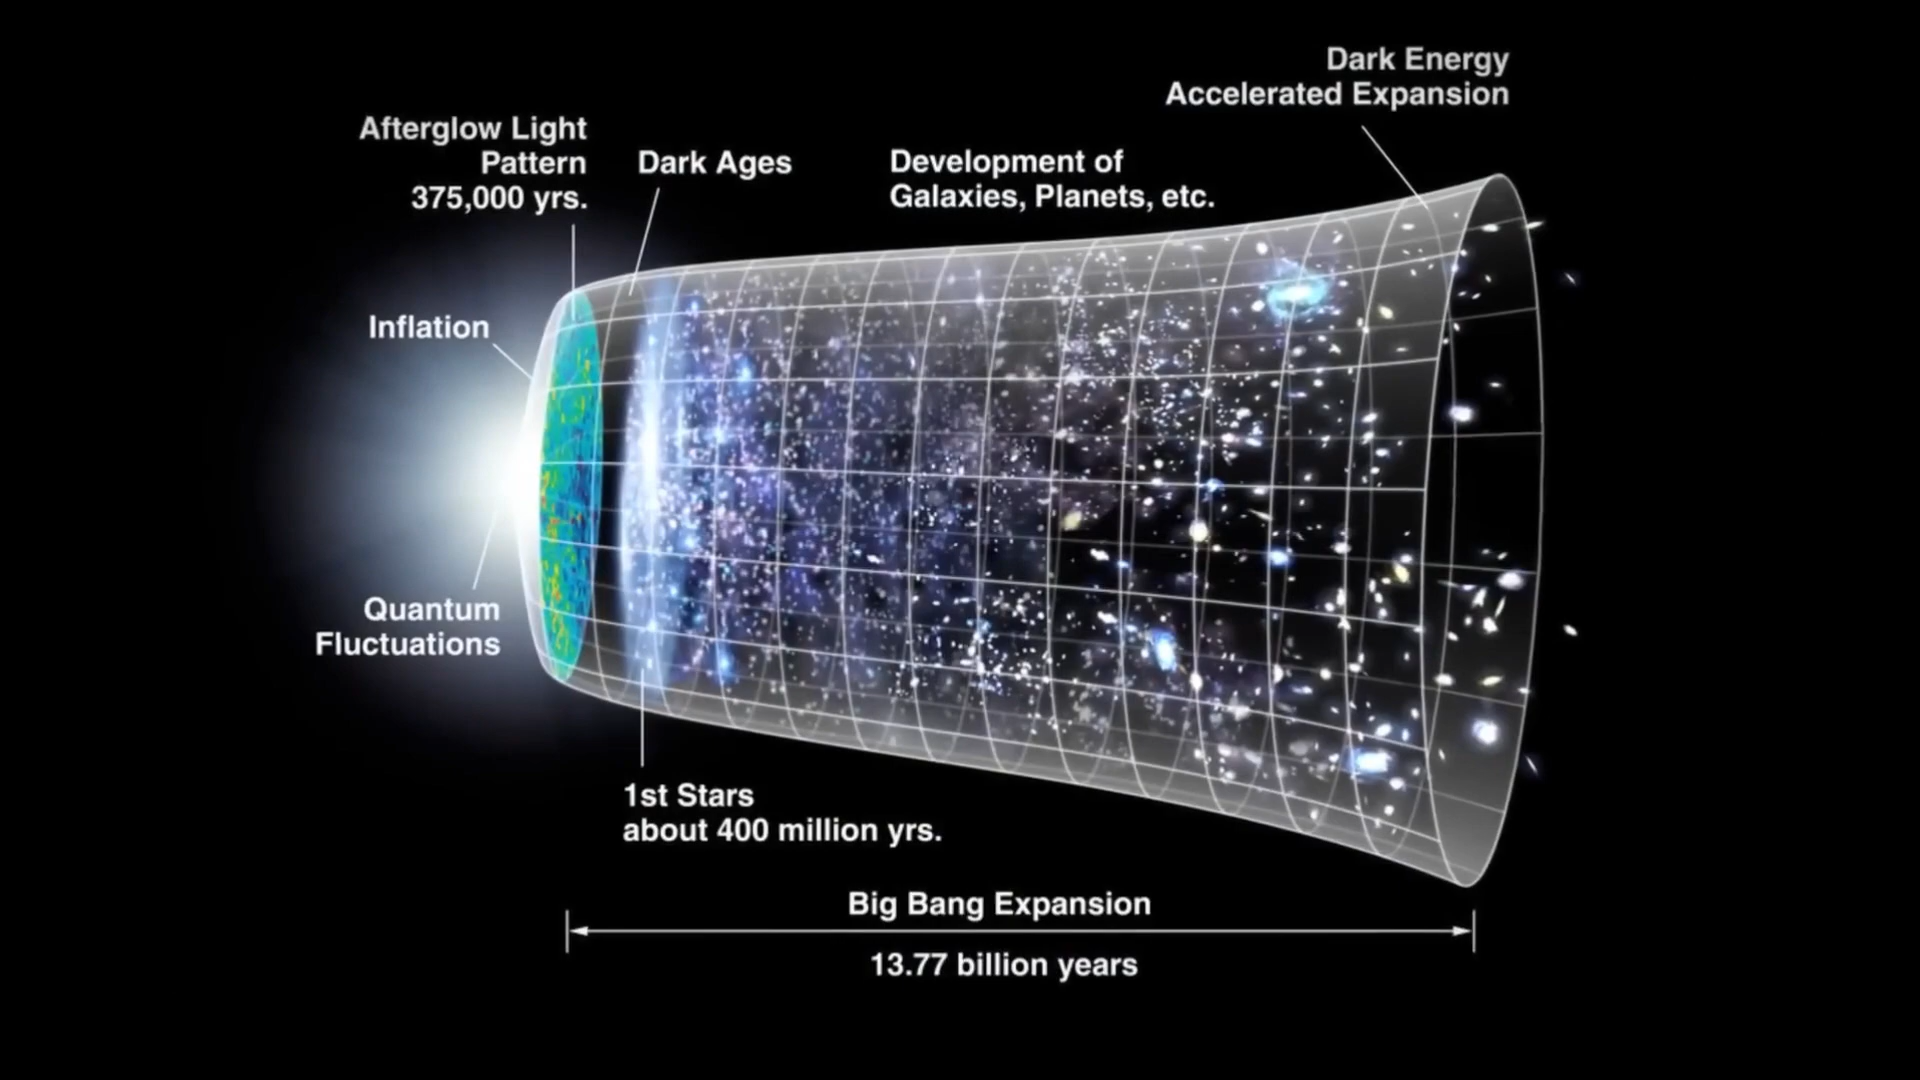 Dark Energy
Accelerated Expansion
Afterglow Light
Pattern
375,000 yrs.
Dark Ages
Development of
Galaxies, Planets, etc.
Inflation
Quantum
Fluctuations
1st Stars
about 400 million yrs.
Big Bang Expansion
13.77 billion years